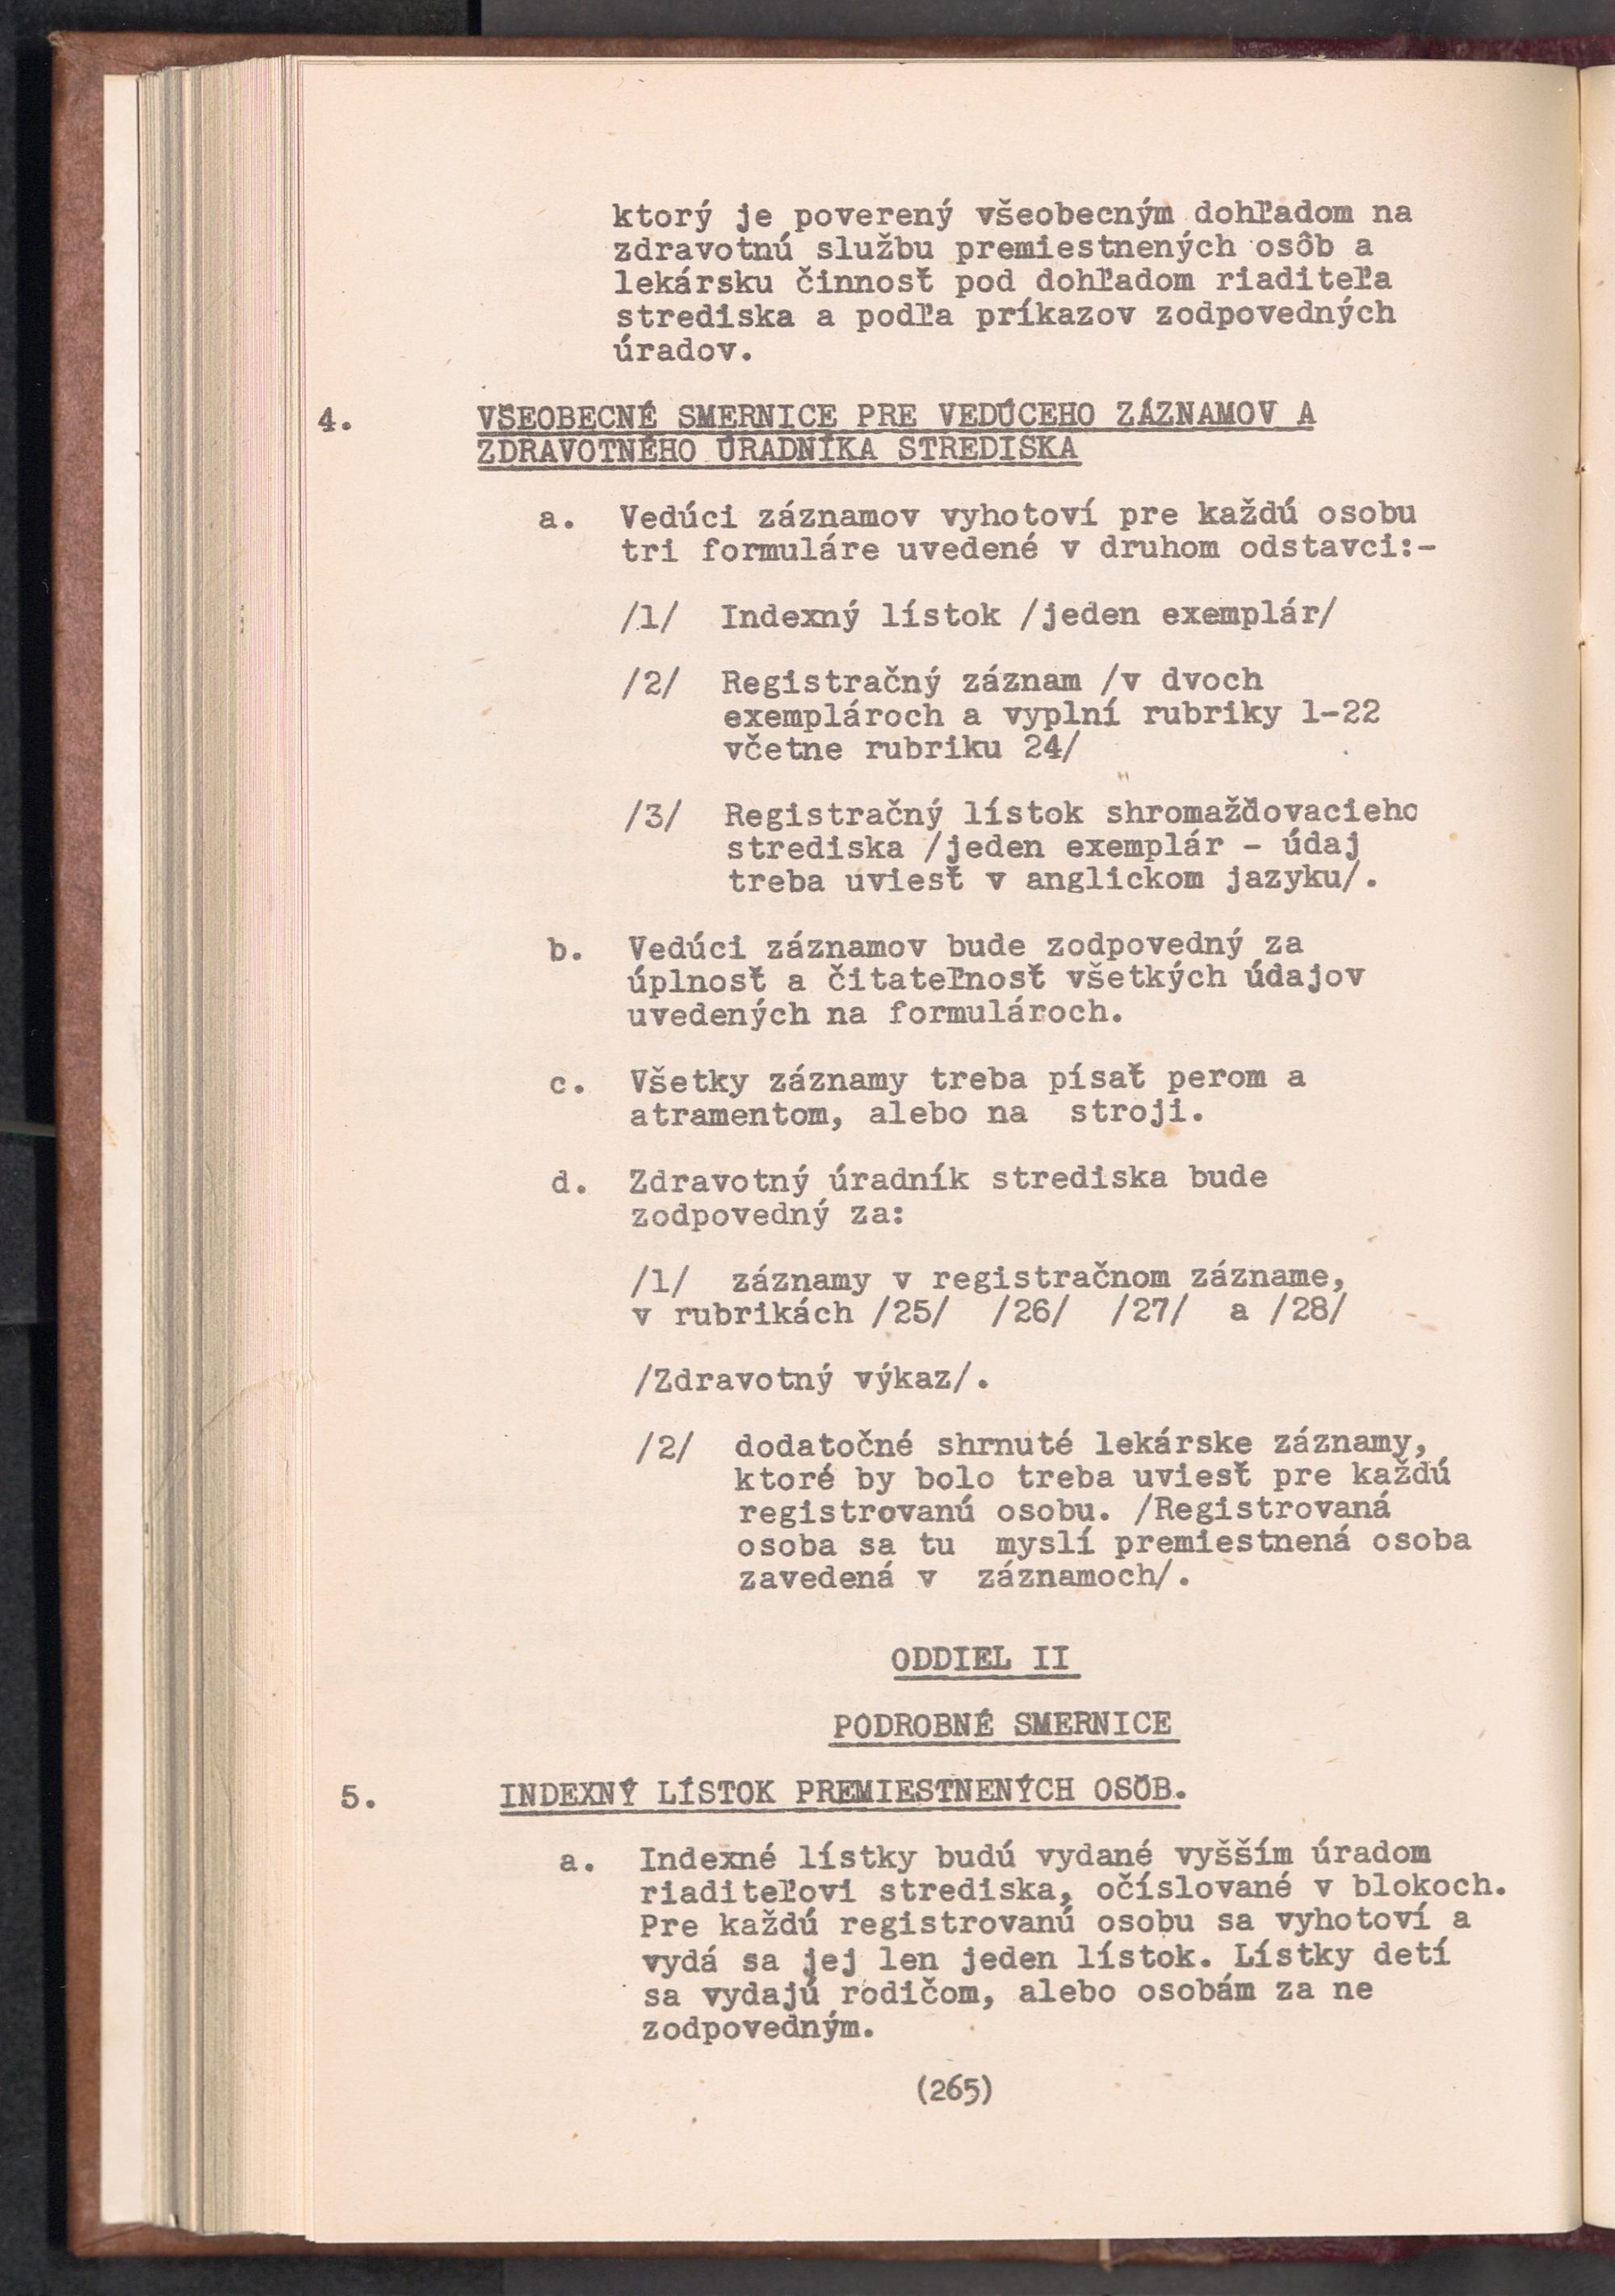 ktorý je poverený všeobecným dohľadom na
zdravotnú službu premiestnených osôb a
lekársku činnosť pod dohľadom riaditeľa
strediska a podľa príkazov zodpovedných
úradov.
4. VŠEOBECNÉ SMERNICE PRE VEDÚCEHO ZÁZNAMOV A
ZDRAVOTNÉHO ÚRADNÍKA STREDISKA
a. Vedúci záznamov vyhotoví pre každú osobu
tri formuláre uvedené v druhom odstavci:-
/1/ Indexný lístok /jeden exemplár/
/2/ Registračný záznam /v dvoch
exemplároch a vyplní rubriky 1-22
včetne rubriku 24/
/3/ Registračný lístok shromažďovacieho
strediska /jeden exemplár - údaj
treba uviesť v anglickom jazyku/.
b. Vedúci záznamov bude zodpovedný za
úplnosť a čitateľnosť všetkých údajov
uvedených na formulároch.
c. Všetky záznamy treba písať perom a
atramentom, alebo na stroji.
d. Zdravotný úradník strediska bude
zodpovedný za:
/1/ záznamy v registračnom zázname,
v rubrikách /25/ /26/ /27/ a /28/
/Zdravotný výkaz/.
/2/ dodatočné shrnuté lekárske záznamy,
ktoré by bolo treba uviesť pre každú
registrovanú osobu. /Registrovaná
osoba sa tu myslí premiestnená osoba
zavedená v záznamoch/.
ODDIEL II
PODROBNÉ SMERNICE
5. INDEXNÝ LÍSTOK PREMIESTNENÝCH OSÔB.
a. Indexné lístky budú vydané vyšším úradom
riaditeľovi strediska, očíslované v blokoch.
Pre každú registrovanú osobu sa vyhotoví a
vydá sa jej len jeden lístok. Lístky detí
sa vydajú rodičom, alebo osobám za ne
zodpovedným.
(265)